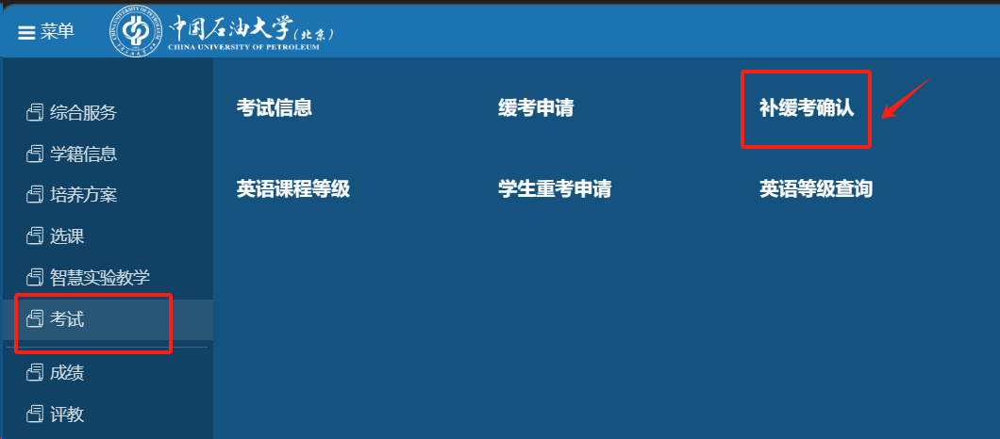 菜单
中国石油大学(北京)
CHINA UNIVERSITY OF PETROLEUM
综合服务
学籍信息
培养方案
选课
智慧实验教学
考试
成绩
评教
考试信息
缓考申请
补缓考确认
英语课程等级
学生重考申请
英语等级查询